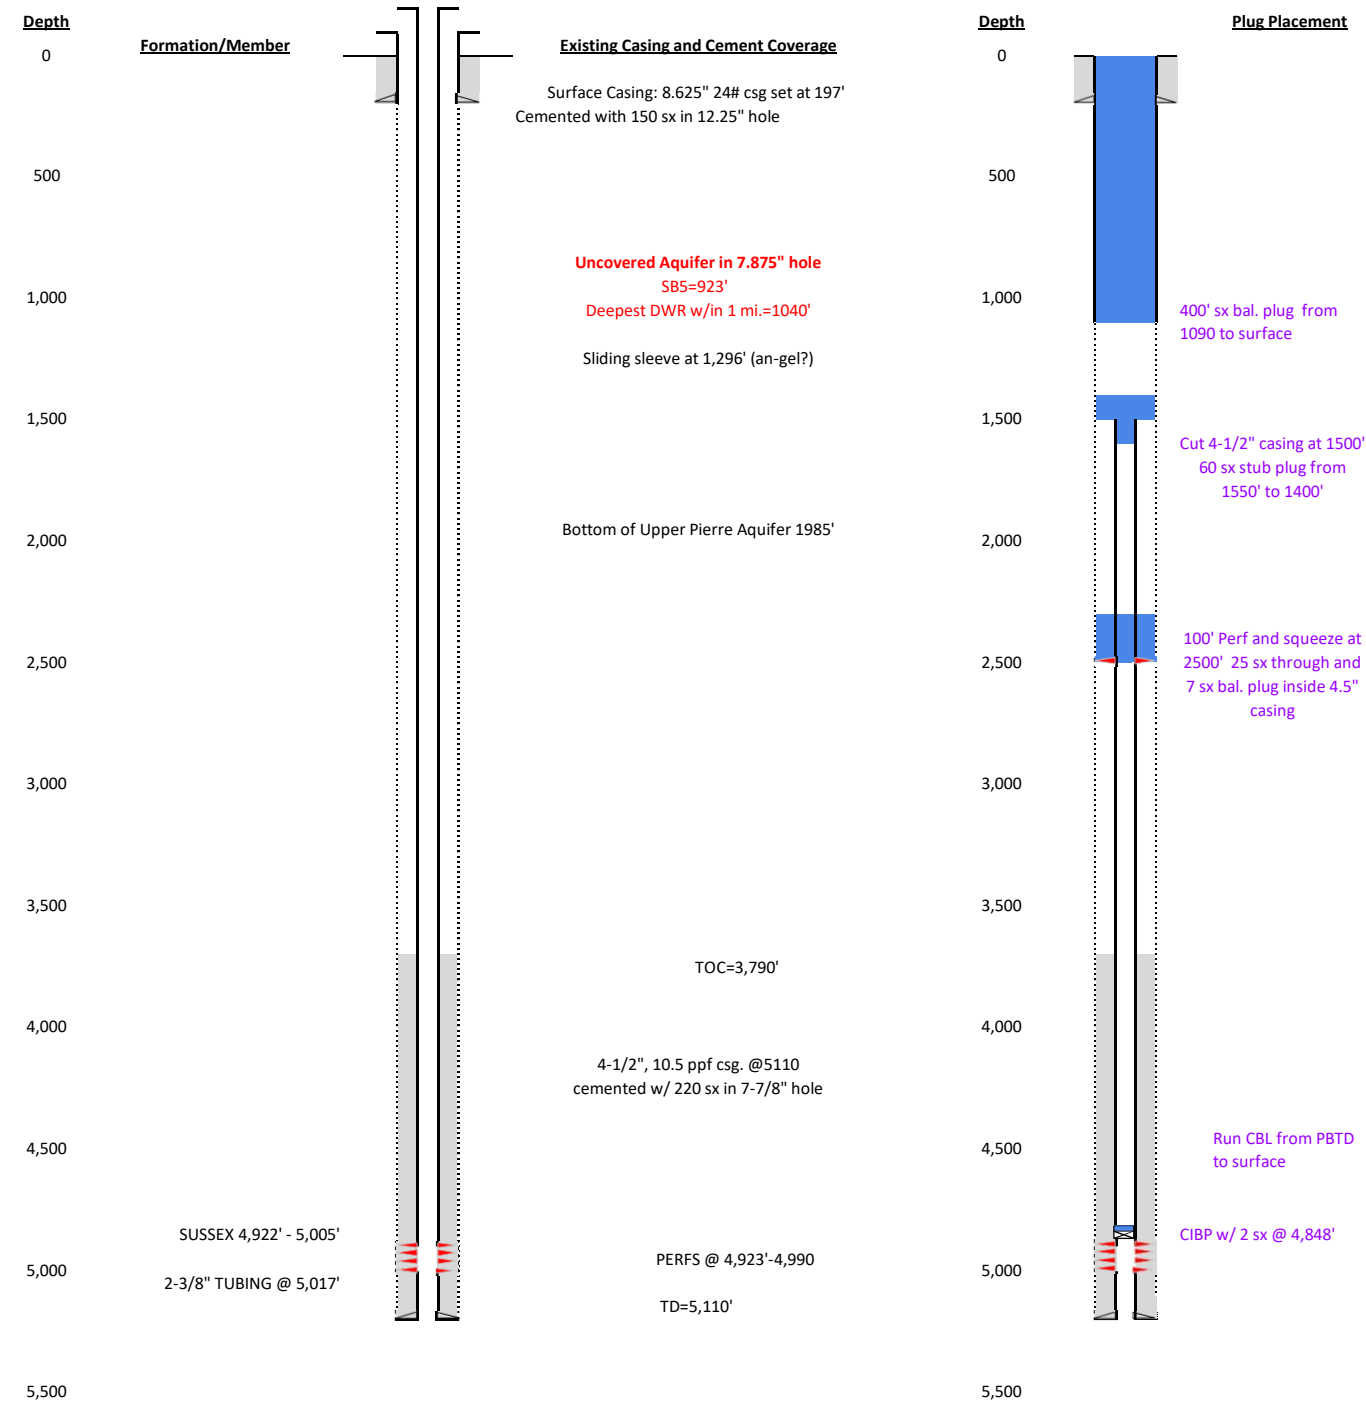 Depth
Formation/Member
Existing Casing and Cement Coverage
0
Surface Casing: 8.625" 24# csg set at 197'
Cemented with 150 sx in 12.25" hole
500
Uncovered Aquifer in 7.875" hole
SB5=923'
Deepest DWR w/in 1 mi.=1040'
1,000
Sliding sleeve at 1,296' (an-gel?)
1,500
Bottom of Upper Pierre Aquifer 1985'
2,000
2,500
3,000
3,500
TOC=3,790'
4,000
4-1/2", 10.5 ppf csg. @5110
cemented w/ 220 sx in 7-7/8" hole
4,500
SUSSEX 4,922' - 5,005'
PERFS @ 4,923'-4,990
5,000
2-3/8" TUBING @ 5,017'
TD=5,110'
5,500
Depth
Plug Placement
0
500
1,000
400' sx bal. plug from
1090 to surface
1,500
Cut 4-1/2" casing at 1500'
60 sx stub plug from
1550' to 1400'
2,000
100' Perf and squeeze at
2500' 25 sx through and
7 sx bal. plug inside 4.5"
casing
2,500
3,000
3,500
4,000
4,500
Run CBL from PBTD
to surface
CIBP w/ 2 sx @ 4,848'
5,000
5,500